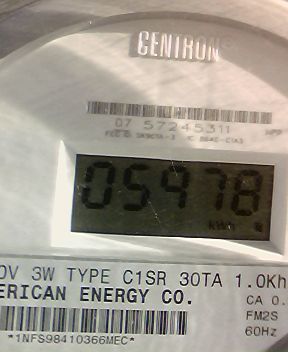 CENTRON
07 57245311
05978
kWh
0V 3W TYPE C1SR 30TA 1.0Kh
ERICAN ENERGY CO.
CA 0.
FM2S
60Hz
*1NFS98410366MEC*